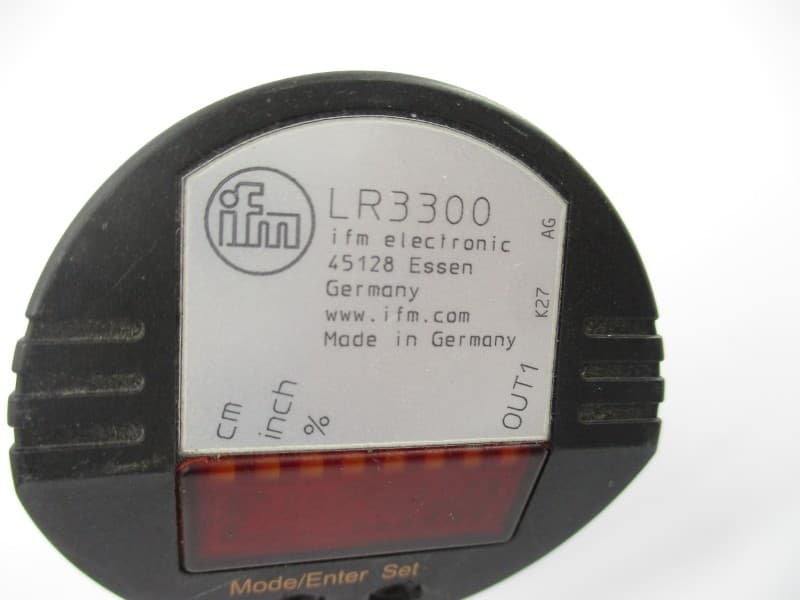 ifm
LR3300
ifm electronic
45128 Essen
Germany
www.ifm.com
Made in Germany
AG
K27
cm
inch
%
OUT1
Mode/Enter Set